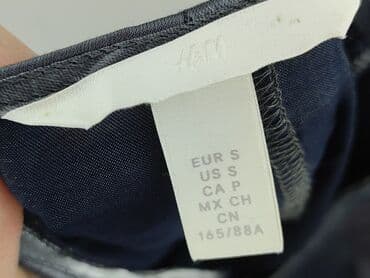 H&M
EUR S
US S
CA P
MX CH
CN
165/88A